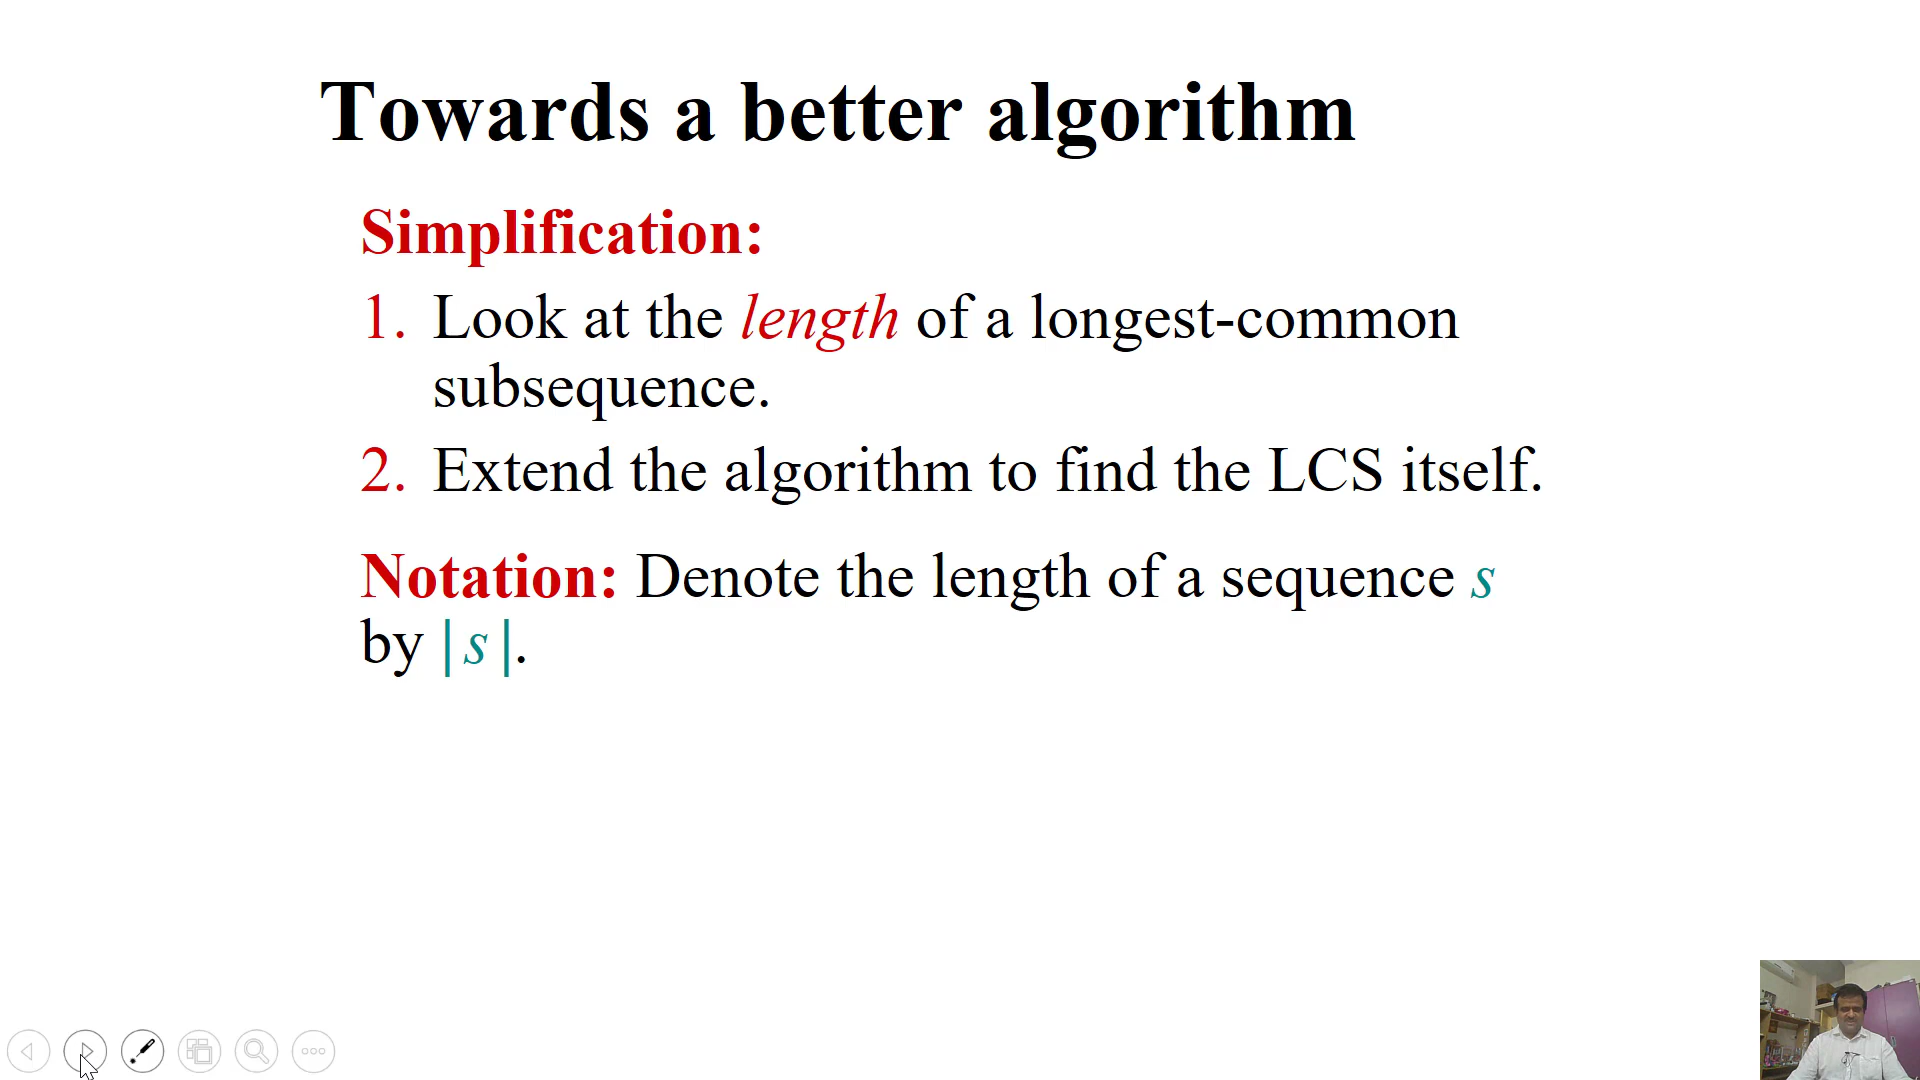 Towards a better algorithm
Simplification:
1. Look at the length of a longest-common
subsequence.
2. Extend the algorithm to find the LCS itself.
Notation: Denote the length of a sequence s
by | s |.